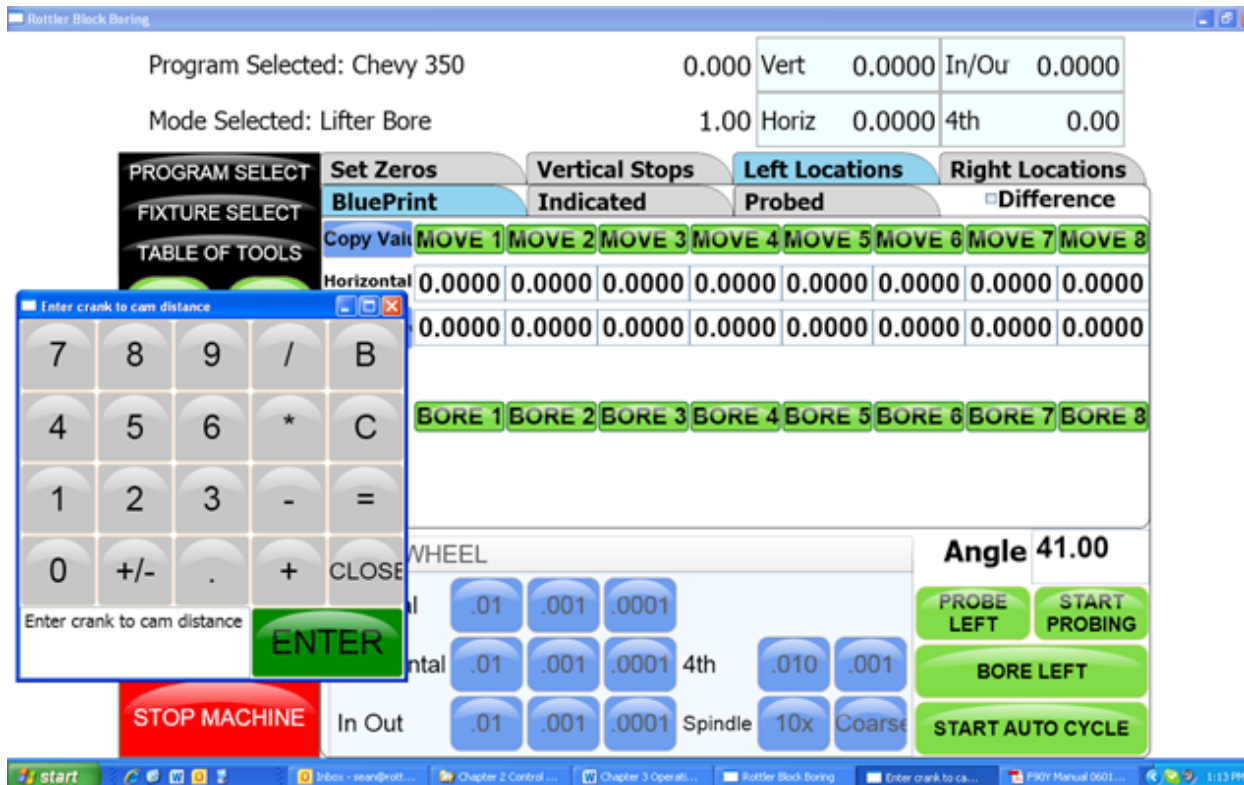 Rottler Block Boring
Program Selected: Chevy 350 0.000 Vert 0.0000 In/Ou 0.0000
Mode Selected: Lifter Bore 1.00 Horiz 0.0000 4th 0.00
PROGRAM SELECT
FIXTURE SELECT
TABLE OF TOOLS
Set Zeros Vertical Stops Left Locations Right Locations
BluePrint Indicated Probed Difference
Copy Valu MOVE 1 MOVE 2 MOVE 3 MOVE 4 MOVE 5 MOVE 6 MOVE 7 MOVE 8
Horizontal 0.0000 0.0000 0.0000 0.0000 0.0000 0.0000 0.0000 0.0000
0.0000 0.0000 0.0000 0.0000 0.0000 0.0000 0.0000 0.0000
BORE 1 BORE 2 BORE 3 BORE 4 BORE 5 BORE 6 BORE 7 BORE 8
Enter crank to cam distance
7 8 9 / B
4 5 6 * C
1 2 3 - =
0 +/- . + CLOSE
Enter crank to cam distance
ENTER
WHEEL
al .01 .001 .0001
ntal .01 .001 .0001 4th .010 .001
In Out .01 .001 .0001 Spindle 10x Coarse
Angle 41.00
PROBE LEFT
START PROBING
BORE LEFT
START AUTO CYCLE
STOP MACHINE
start Inbox - sean@rott... Chapter 2 Control ... Chapter 3 Operati... Rottler Block Boring Enter crank to ca... F90Y Manual 0601... 1:13 PM